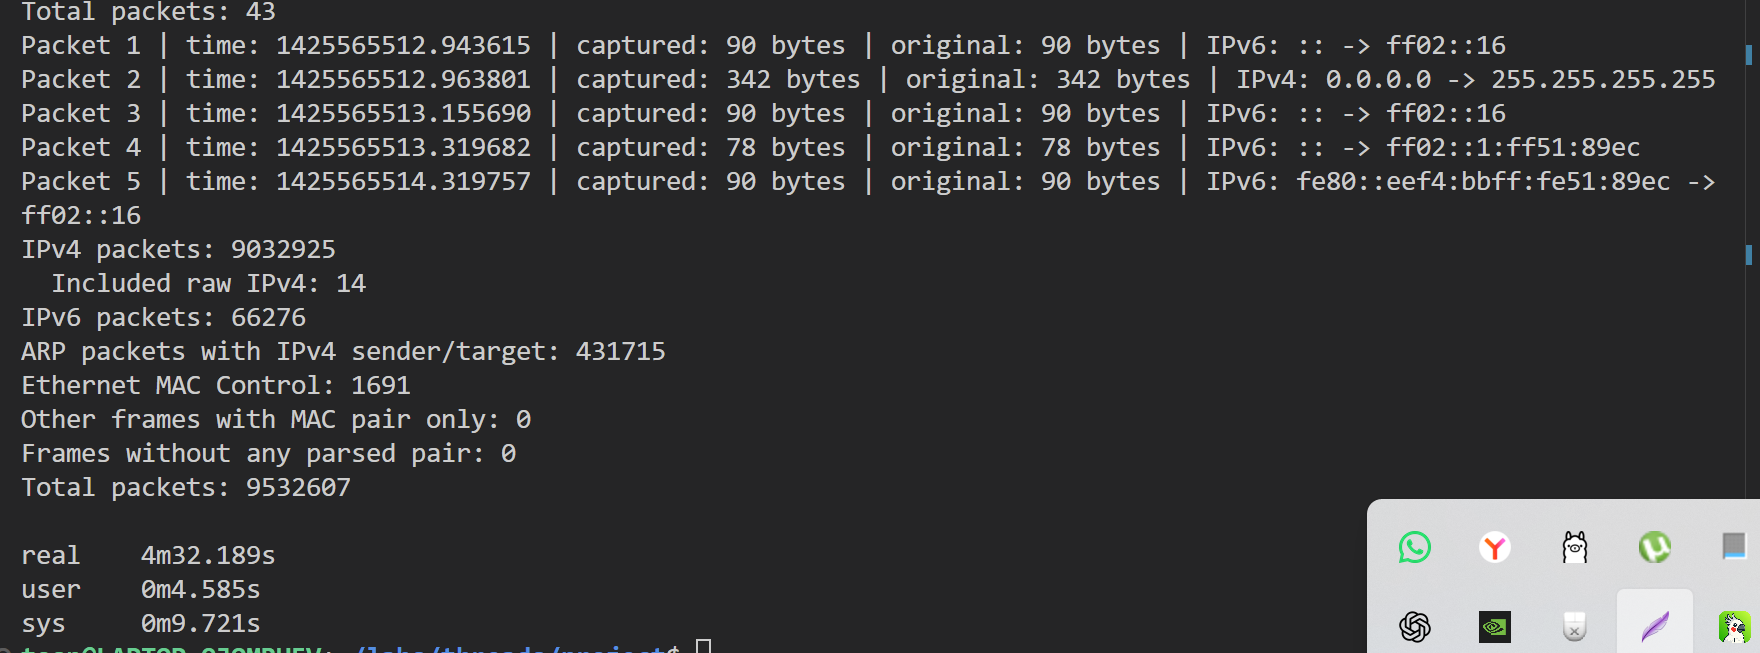 Total packets: 43
Packet 1 | time: 1425565512.943615 | captured: 90 bytes | original: 90 bytes | IPv6: :: -> ff02::16
Packet 2 | time: 1425565512.963801 | captured: 342 bytes | original: 342 bytes | IPv4: 0.0.0.0 -> 255.255.255.255
Packet 3 | time: 1425565513.155690 | captured: 90 bytes | original: 90 bytes | IPv6: :: -> ff02::16
Packet 4 | time: 1425565513.319682 | captured: 78 bytes | original: 78 bytes | IPv6: :: -> ff02::1:ff51:89ec
Packet 5 | time: 1425565514.319757 | captured: 90 bytes | original: 90 bytes | IPv6: fe80::eef4:bbff:fe51:89ec ->
ff02::16
IPv4 packets: 9032925
  Included raw IPv4: 14
IPv6 packets: 66276
ARP packets with IPv4 sender/target: 431715
Ethernet MAC Control: 1691
Other frames with MAC pair only: 0
Frames without any parsed pair: 0
Total packets: 9532607
real    4m32.189s
user    0m4.585s
sys     0m9.721s